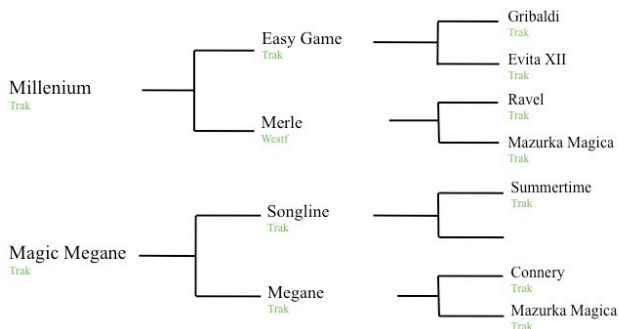 Gribaldi
Trak
Easy Game
Trak
Evita XII
Trak
Millenium
Trak
Ravel
Trak
Merle
Westf
Mazurka Magica
Trak
Summertime
Trak
Songline
Trak
Magic Megane
Trak
Connery
Trak
Megane
Trak
Mazurka Magica
Trak